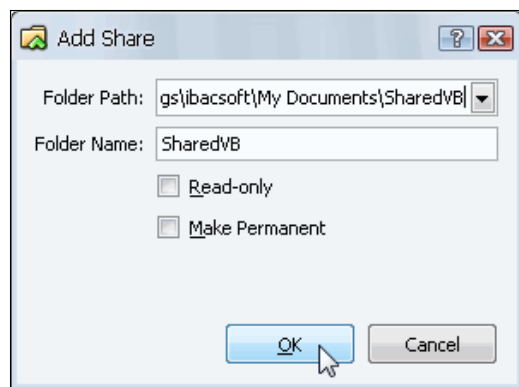 Add Share
Folder Path: gs\ibacsoft\My Documents\SharedVB
Folder Name: SharedVB
Read-only
Make Permanent
OK Cancel